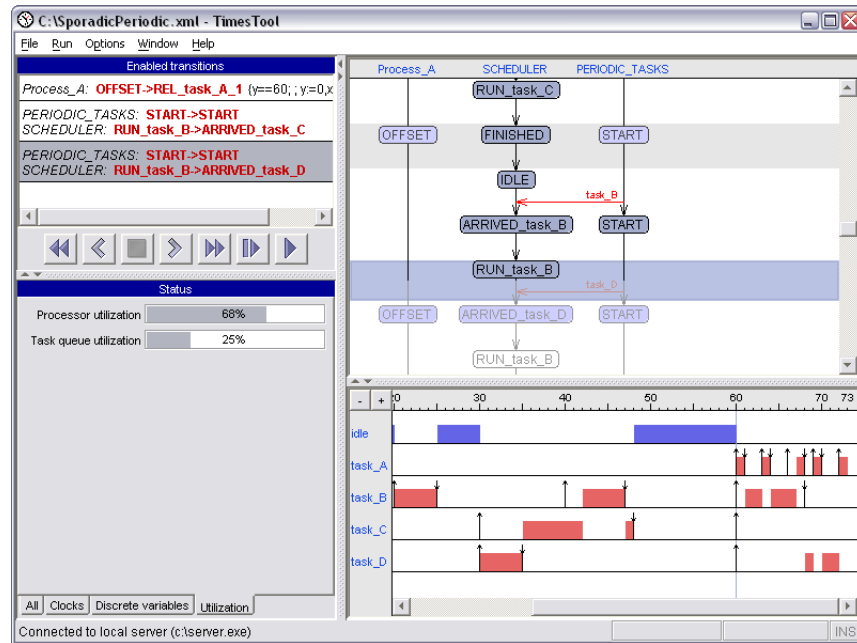 C:\SporadicPeriodic.xml - TimesTool
File Run Options Window Help
Enabled transitions
Process_A: OFFSET->REL_task_A_1 {y==60; ; y:=0,x
PERIODIC_TASKS: START->START
SCHEDULER: RUN_task_B->ARRIVED_task_C
PERIODIC_TASKS: START->START
SCHEDULER: RUN_task_B->ARRIVED_task_D
Status
Processor utilization 68%
Task queue utilization 25%
All Clocks Discrete variables Utilization
Process_A SCHEDULER PERIODIC_TASKS
RUN_task_C
OFFSET FINISHED START
IDLE
task_B
ARRIVED_task_B START
RUN_task_B
task_D
OFFSET ARRIVED_task_D START
RUN_task_B
- + 20 30 40 50 60 70 73
idle
task_A
task_B
task_C
task_D
Connected to local server (c:\server.exe) INS